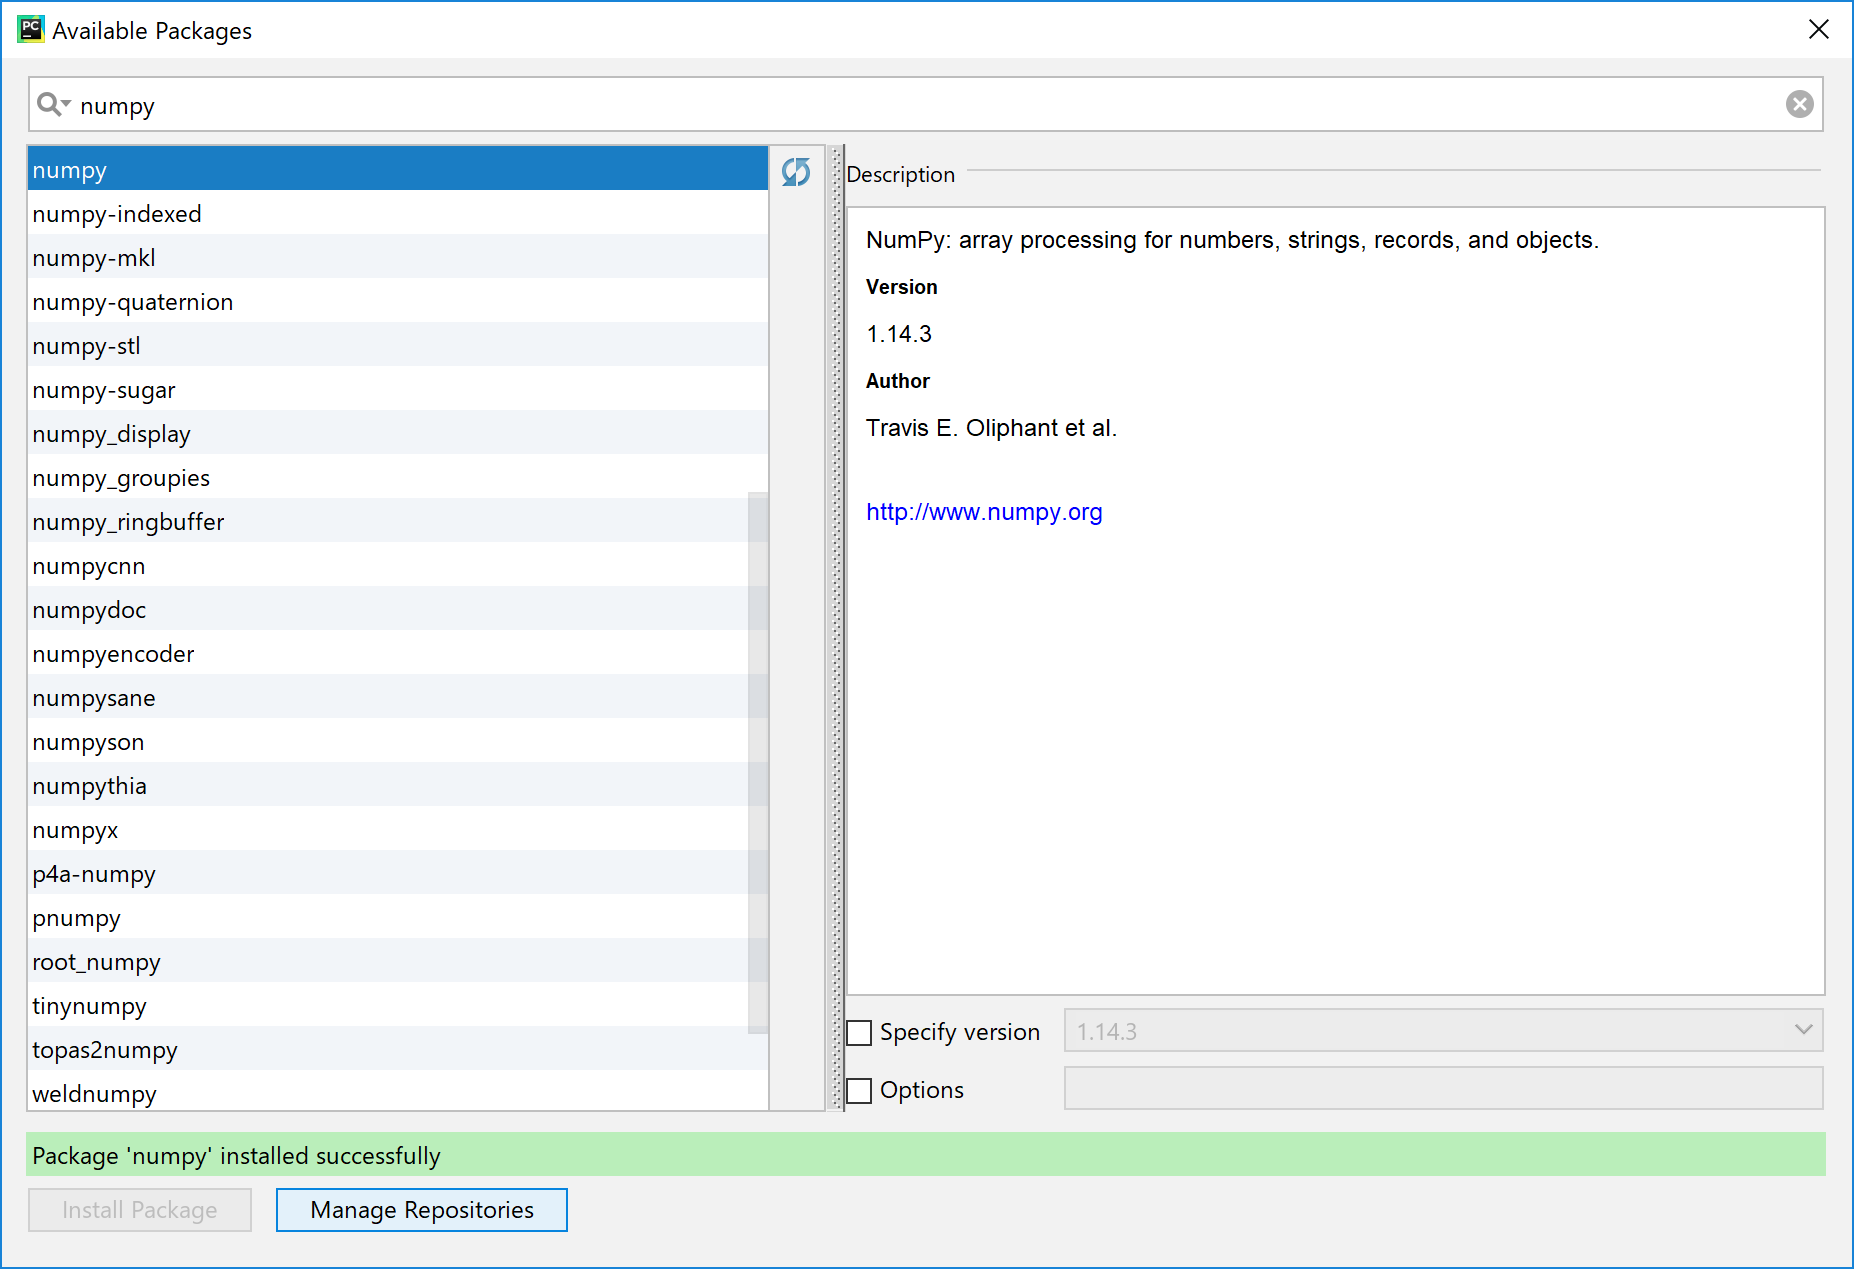 PC
Available Packages
numpy
numpy
numpy-indexed
numpy-mkl
numpy-quaternion
numpy-stl
numpy-sugar
numpy_display
numpy_groupies
numpy_ringbuffer
numpycnn
numpydoc
numpyencoder
numpysane
numpyson
numpythia
numpyx
p4a-numpy
pnumpy
root_numpy
tinynumpy
topas2numpy
weldnumpy
Description
NumPy: array processing for numbers, strings, records, and objects.
Version
1.14.3
Author
Travis E. Oliphant et al.
http://www.numpy.org
Specify version 1.14.3
Options
Package 'numpy' installed successfully
Install Package Manage Repositories